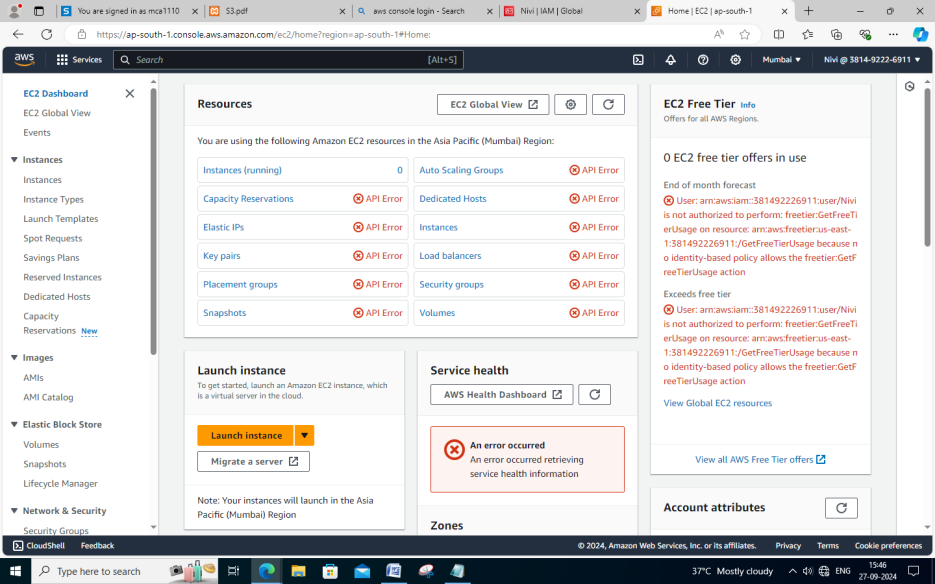 You are signed in as mca1110
S3.pdf
aws console login - Search
Nivi | IAM | Global
Home | EC2 | ap-south-1
https://ap-south-1.console.aws.amazon.com/ec2/home?region=ap-south-1#Home:
aws
Services
Search
[Alt+S]
Mumbai
Nivi @ 3814-9222-6911
EC2 Dashboard
EC2 Global View
Events
Instances
Instances
Instance Types
Launch Templates
Spot Requests
Savings Plans
Reserved Instances
Dedicated Hosts
Capacity
Reservations New
Images
AMIs
AMI Catalog
Elastic Block Store
Volumes
Snapshots
Lifecycle Manager
Network & Security
Security Groups
Resources
EC2 Global View
You are using the following Amazon EC2 resources in the Asia Pacific (Mumbai) Region:
Instances (running) 0
Auto Scaling Groups API Error
Capacity Reservations API Error
Dedicated Hosts API Error
Elastic IPs API Error
Instances API Error
Key pairs API Error
Load balancers API Error
Placement groups API Error
Security groups API Error
Snapshots API Error
Volumes API Error
Launch instance
To get started, launch an Amazon EC2 instance, which
is a virtual server in the cloud.
Launch instance
Migrate a server
Note: Your instances will launch in the Asia
Pacific (Mumbai) Region
Service health
AWS Health Dashboard
An error occurred
An error occurred retrieving
service health information
Zones
EC2 Free Tier Info
Offers for all AWS Regions.
0 EC2 free tier offers in use
End of month forecast
User: arn:aws:iam::381492226911:user/Nivi
is not authorized to perform: freetier:GetFreeTi
erUsage on resource: arn:aws:freetier:us-east-
1:381492226911:/GetFreeTierUsage because n
o identity-based policy allows the freetier:GetF
reeTierUsage action
Exceeds free tier
User: arn:aws:iam::381492226911:user/Nivi
is not authorized to perform: freetier:GetFreeTi
erUsage on resource: arn:aws:freetier:us-east-
1:381492226911:/GetFreeTierUsage because n
o identity-based policy allows the freetier:GetF
reeTierUsage action
View Global EC2 resources
View all AWS Free Tier offers
Account attributes
CloudShell
Feedback
© 2024, Amazon Web Services, Inc. or its affiliates.
Privacy
Terms
Cookie preferences
Type here to search
37°C Mostly cloudy
ENG
15:46
27-09-2024